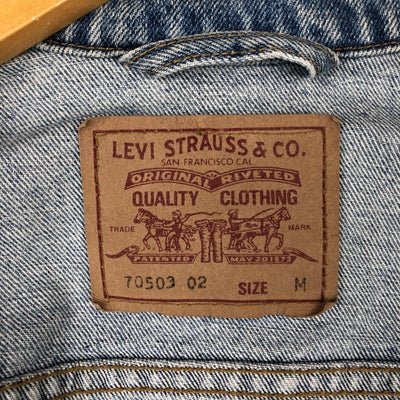 LEVI STRAUSS & CO.
SAN FRANCISCO CAL.
ORIGINAL RIVETED
QUALITY CLOTHING
TRADE MARK
PATENTED MAY 20 1873
70503 02 SIZE M